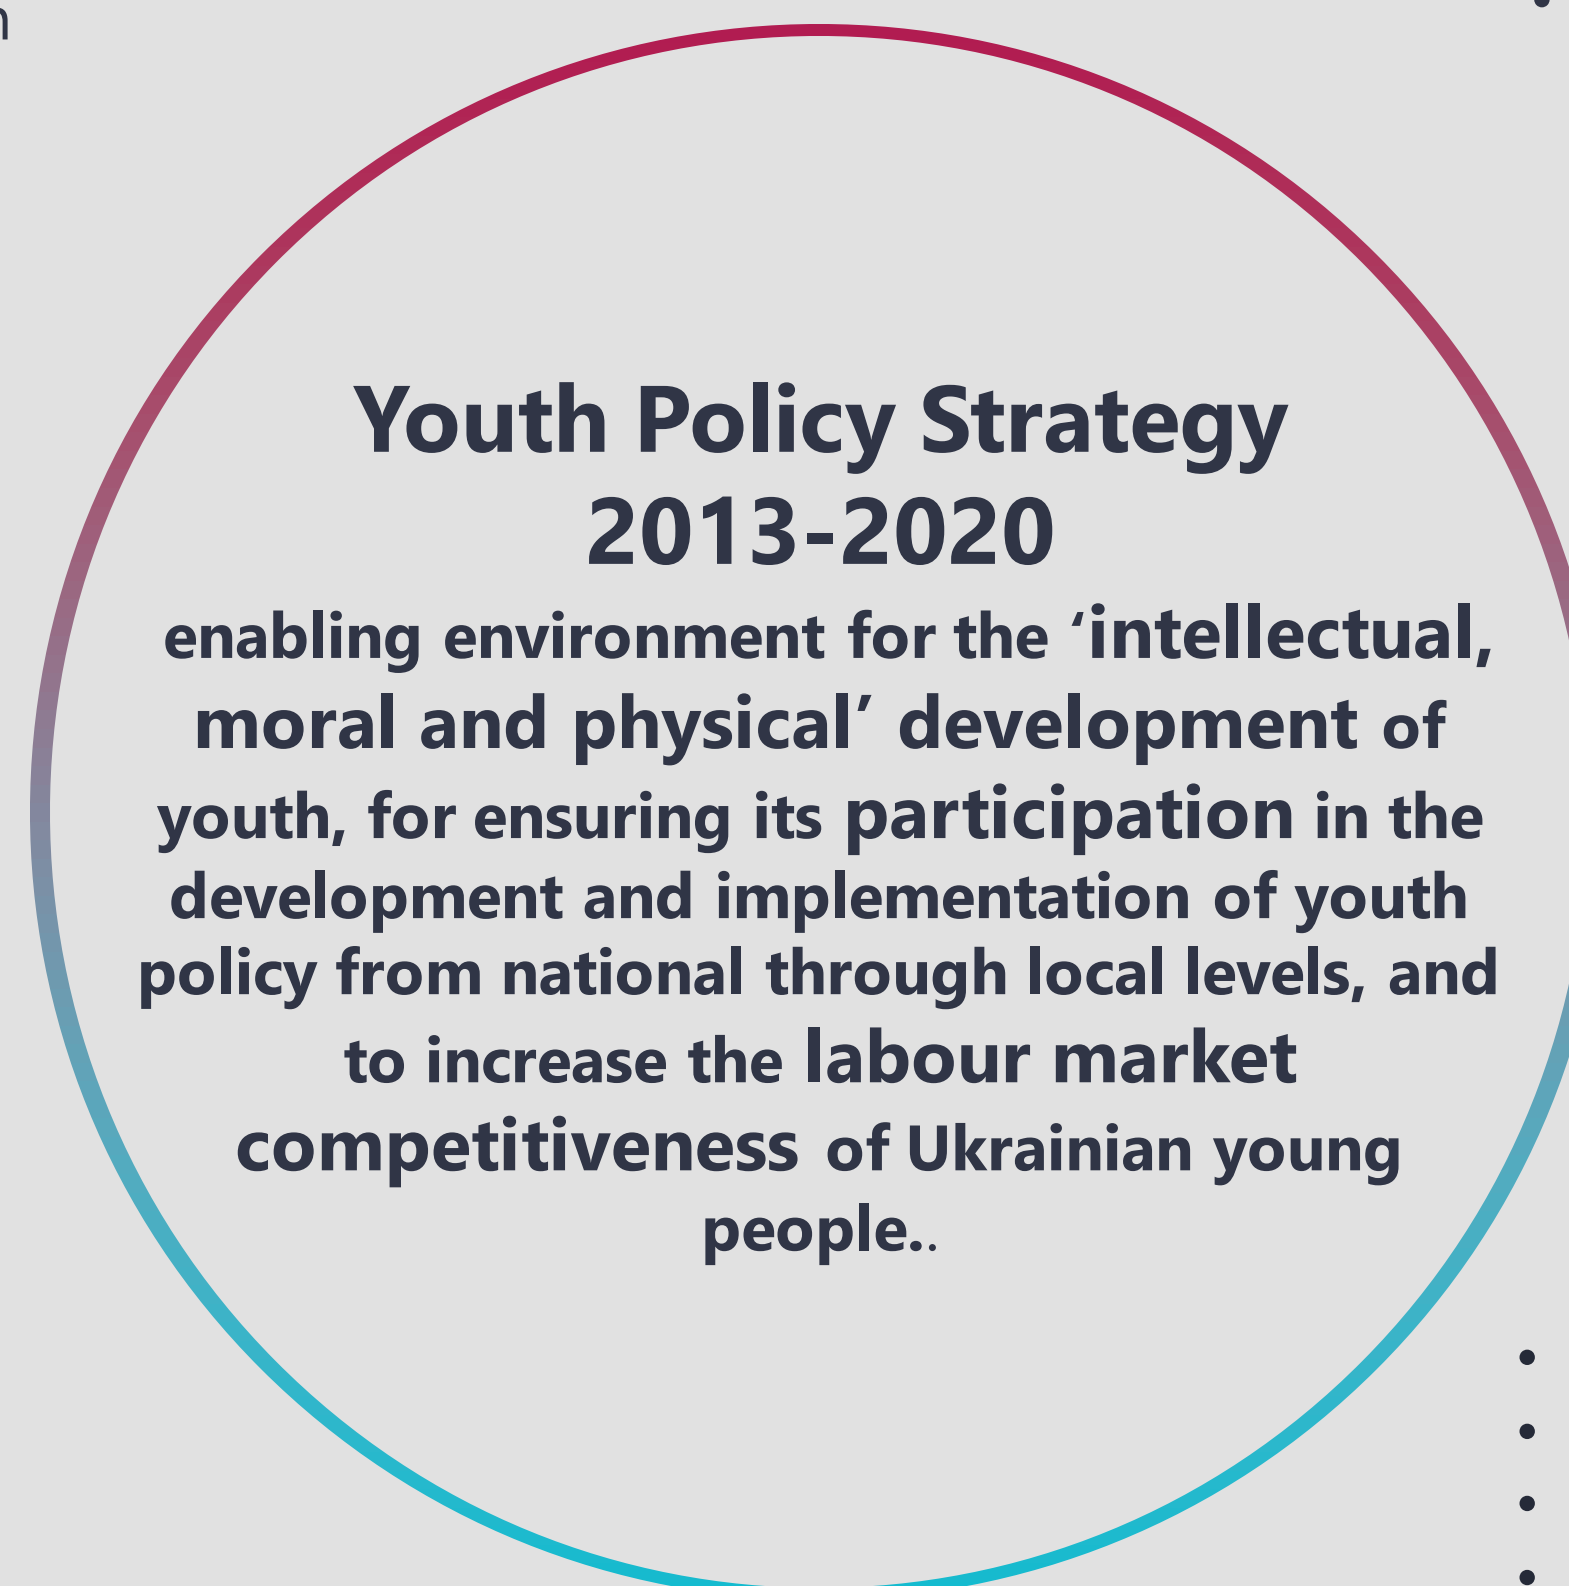 Youth Policy Strategy
2013-2020
enabling environment for the ‘intellectual,
moral and physical’ development of
youth, for ensuring its participation in the
development and implementation of youth
policy from national through local levels, and
to increase the labour market
competitiveness of Ukrainian young
people..